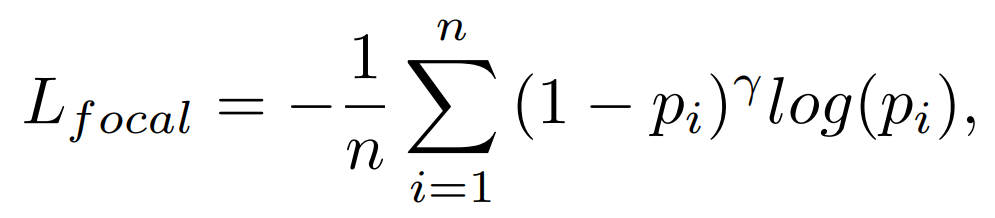 L_{focal} = -\frac{1}{n} \sum_{i=1}^{n} (1 - p_i)^{\gamma} log(p_i),